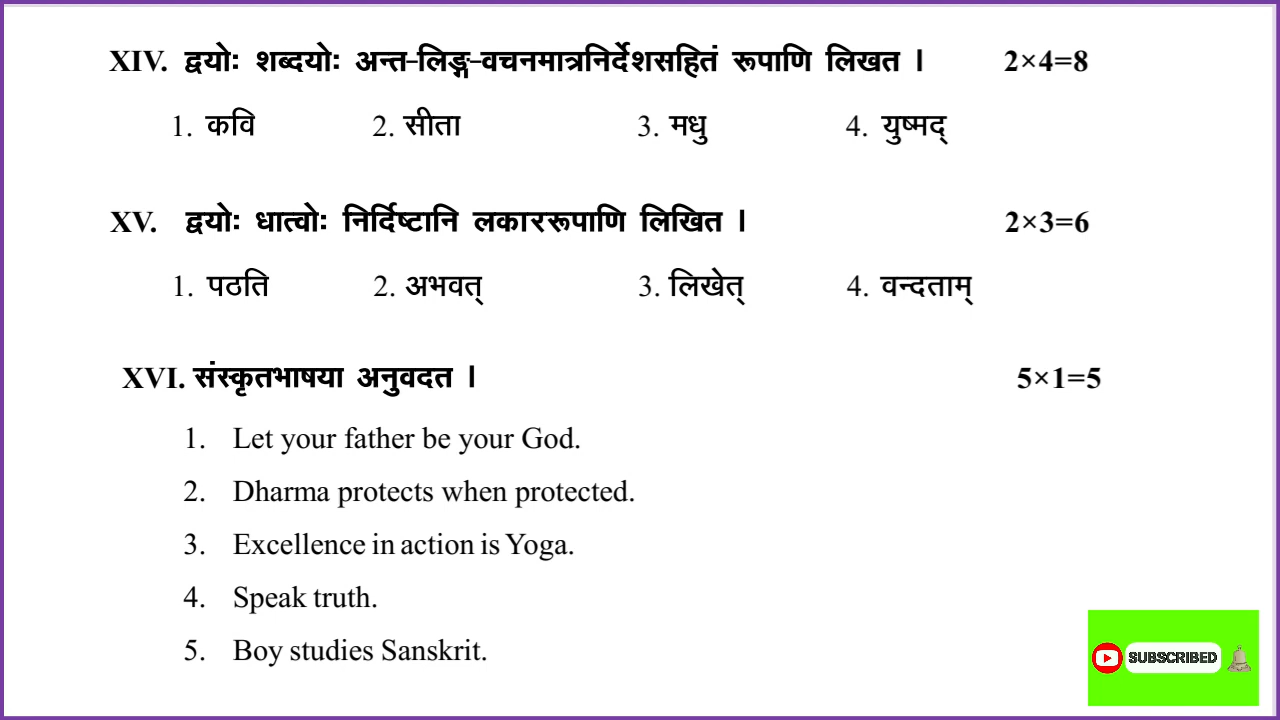 XIV. द्वयोः शब्दयोः अन्त-लिङ्ग-वचनमात्रनिर्देशसहितं रूपाणि लिखत । 2×4=8
1. कवि 2. सीता 3. मधु 4. युष्मद्
XV. द्वयोः धात्वोः निर्दिष्टानि लकाररूपाणि लिखित । 2×3=6
1. पठति 2. अभवत् 3. लिखेत् 4. वन्दताम्
XVI. संस्कृतभाषया अनुवदत । 5×1=5
1. Let your father be your God.
2. Dharma protects when protected.
3. Excellence in action is Yoga.
4. Speak truth.
5. Boy studies Sanskrit.
SUBSCRIBED